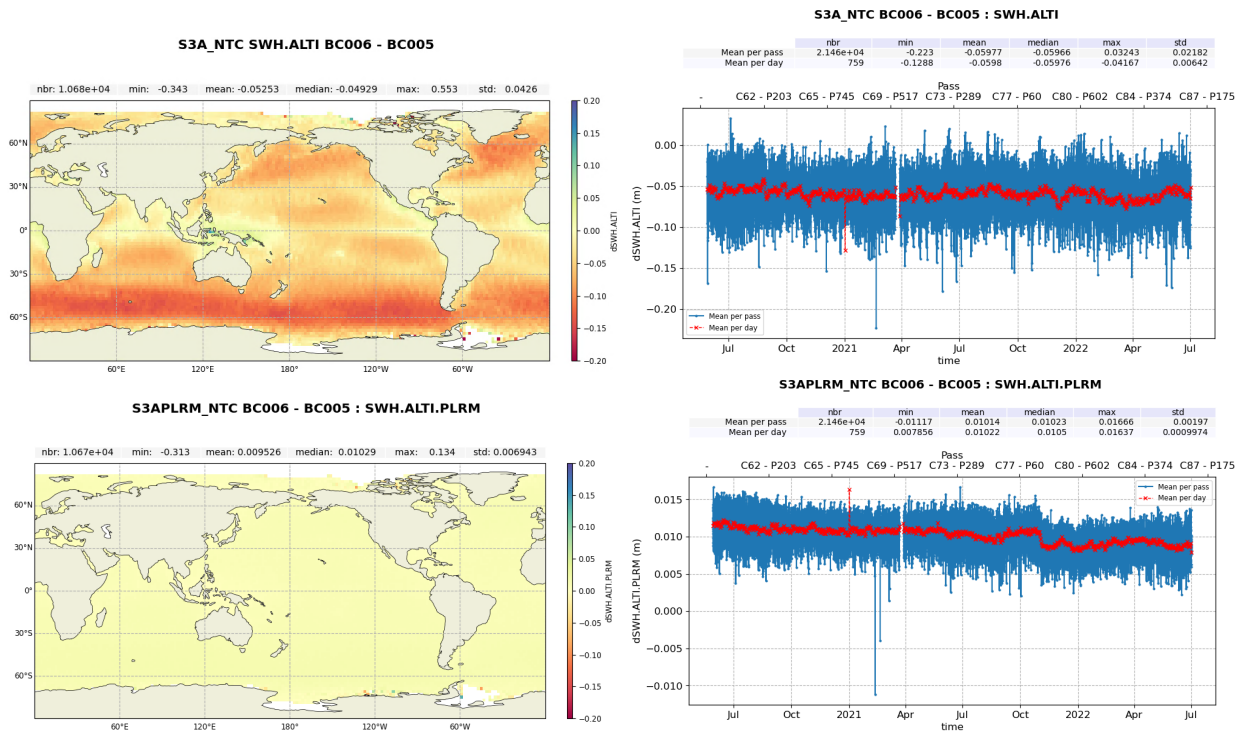 S3A_NTC SWH.ALTI BC006 - BC005
nbr: 1.068e+04 min: -0.343 mean: -0.05253 median: -0.04929 max: 0.553 std: 0.0426
60°N
30°N
0°
30°S
60°S
60°E 120°E 180° 120°W 60°W
0.20
0.15
0.10
0.05
0.00
−0.05
−0.10
−0.15
−0.20
dSWH.ALTI
S3A_NTC BC006 - BC005 : SWH.ALTI
nbr min mean median max std
Mean per pass 2.146e+04 -0.223 -0.05977 -0.05966 0.03243 0.02182
Mean per day 759 -0.1288 -0.0598 -0.05976 -0.04167 0.00642
Pass
- C62 - P203 C65 - P745 C69 - P517 C73 - P289 C77 - P60 C80 - P602 C84 - P374 C87 - P175
0.00
−0.05
−0.10
−0.15
−0.20
dSWH.ALTI (m)
Mean per pass
Mean per day
Jul Oct 2021 Apr Jul Oct 2022 Apr Jul
time
S3APLRM_NTC BC006 - BC005 : SWH.ALTI.PLRM
nbr: 1.067e+04 min: -0.313 mean: 0.009526 median: 0.01029 max: 0.134 std: 0.006943
60°N
30°N
0°
30°S
60°S
60°E 120°E 180° 120°W 60°W
0.20
0.15
0.10
0.05
0.00
−0.05
−0.10
−0.15
−0.20
dSWH.ALTI.PLRM
S3APLRM_NTC BC006 - BC005 : SWH.ALTI.PLRM
nbr min mean median max std
Mean per pass 2.146e+04 -0.01117 0.01014 0.01023 0.01666 0.00197
Mean per day 759 0.007856 0.01022 0.0105 0.01637 0.0009974
Pass
- C62 - P203 C65 - P745 C69 - P517 C73 - P289 C77 - P60 C80 - P602 C84 - P374 C87 - P175
0.015
0.010
0.005
0.000
−0.005
−0.010
dSWH.ALTI.PLRM (m)
Mean per pass
Mean per day
Jul Oct 2021 Apr Jul Oct 2022 Apr Jul
time